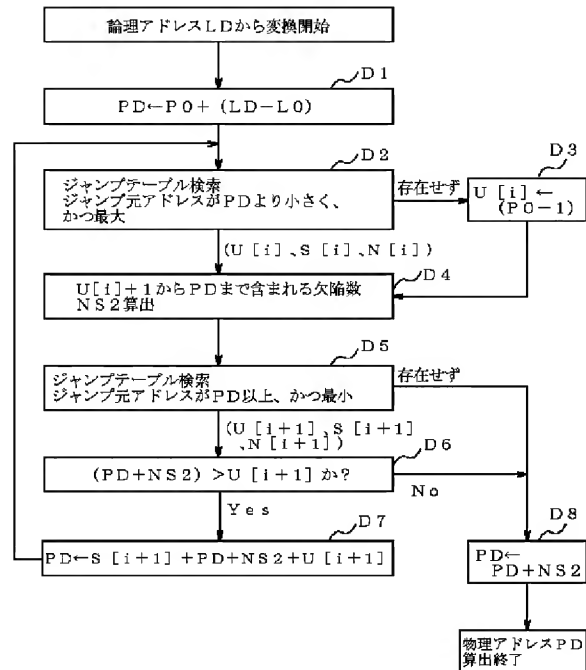 論理アドレスLDから変換開始
D1
PD←P0+(LD-L0)
D2
ジャンプテーブル検索
ジャンプ元アドレスがPDより小さく、
かつ最大
存在せず
D3
U[i]←
(P0-1)
(U[i]、S[i]、N[i])
D4
U[i]+1からPDまで含まれる欠陥数
NS2算出
D5
ジャンプテーブル検索
ジャンプ元アドレスがPD以上、かつ最小
存在せず
(U[i+1]、S[i+1]
、N[i+1])
D6
(PD+NS2)>U[i+1]か?
No
Yes
D7
PD←S[i+1]+PD+NS2+U[i+1]
D8
PD←
PD+NS2
物理アドレスPD
算出終了